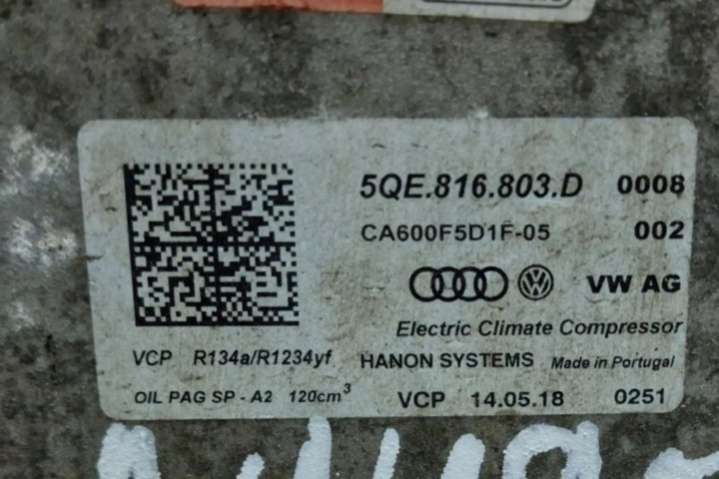 5QE.816.803.D 0008
CA600F5D1F-05 002
VW AG
Electric Climate Compressor
VCP R134a/R1234yf HANON SYSTEMS Made in Portugal
OIL PAG SP - A2 120cm³ VCP 14.05.18 0251